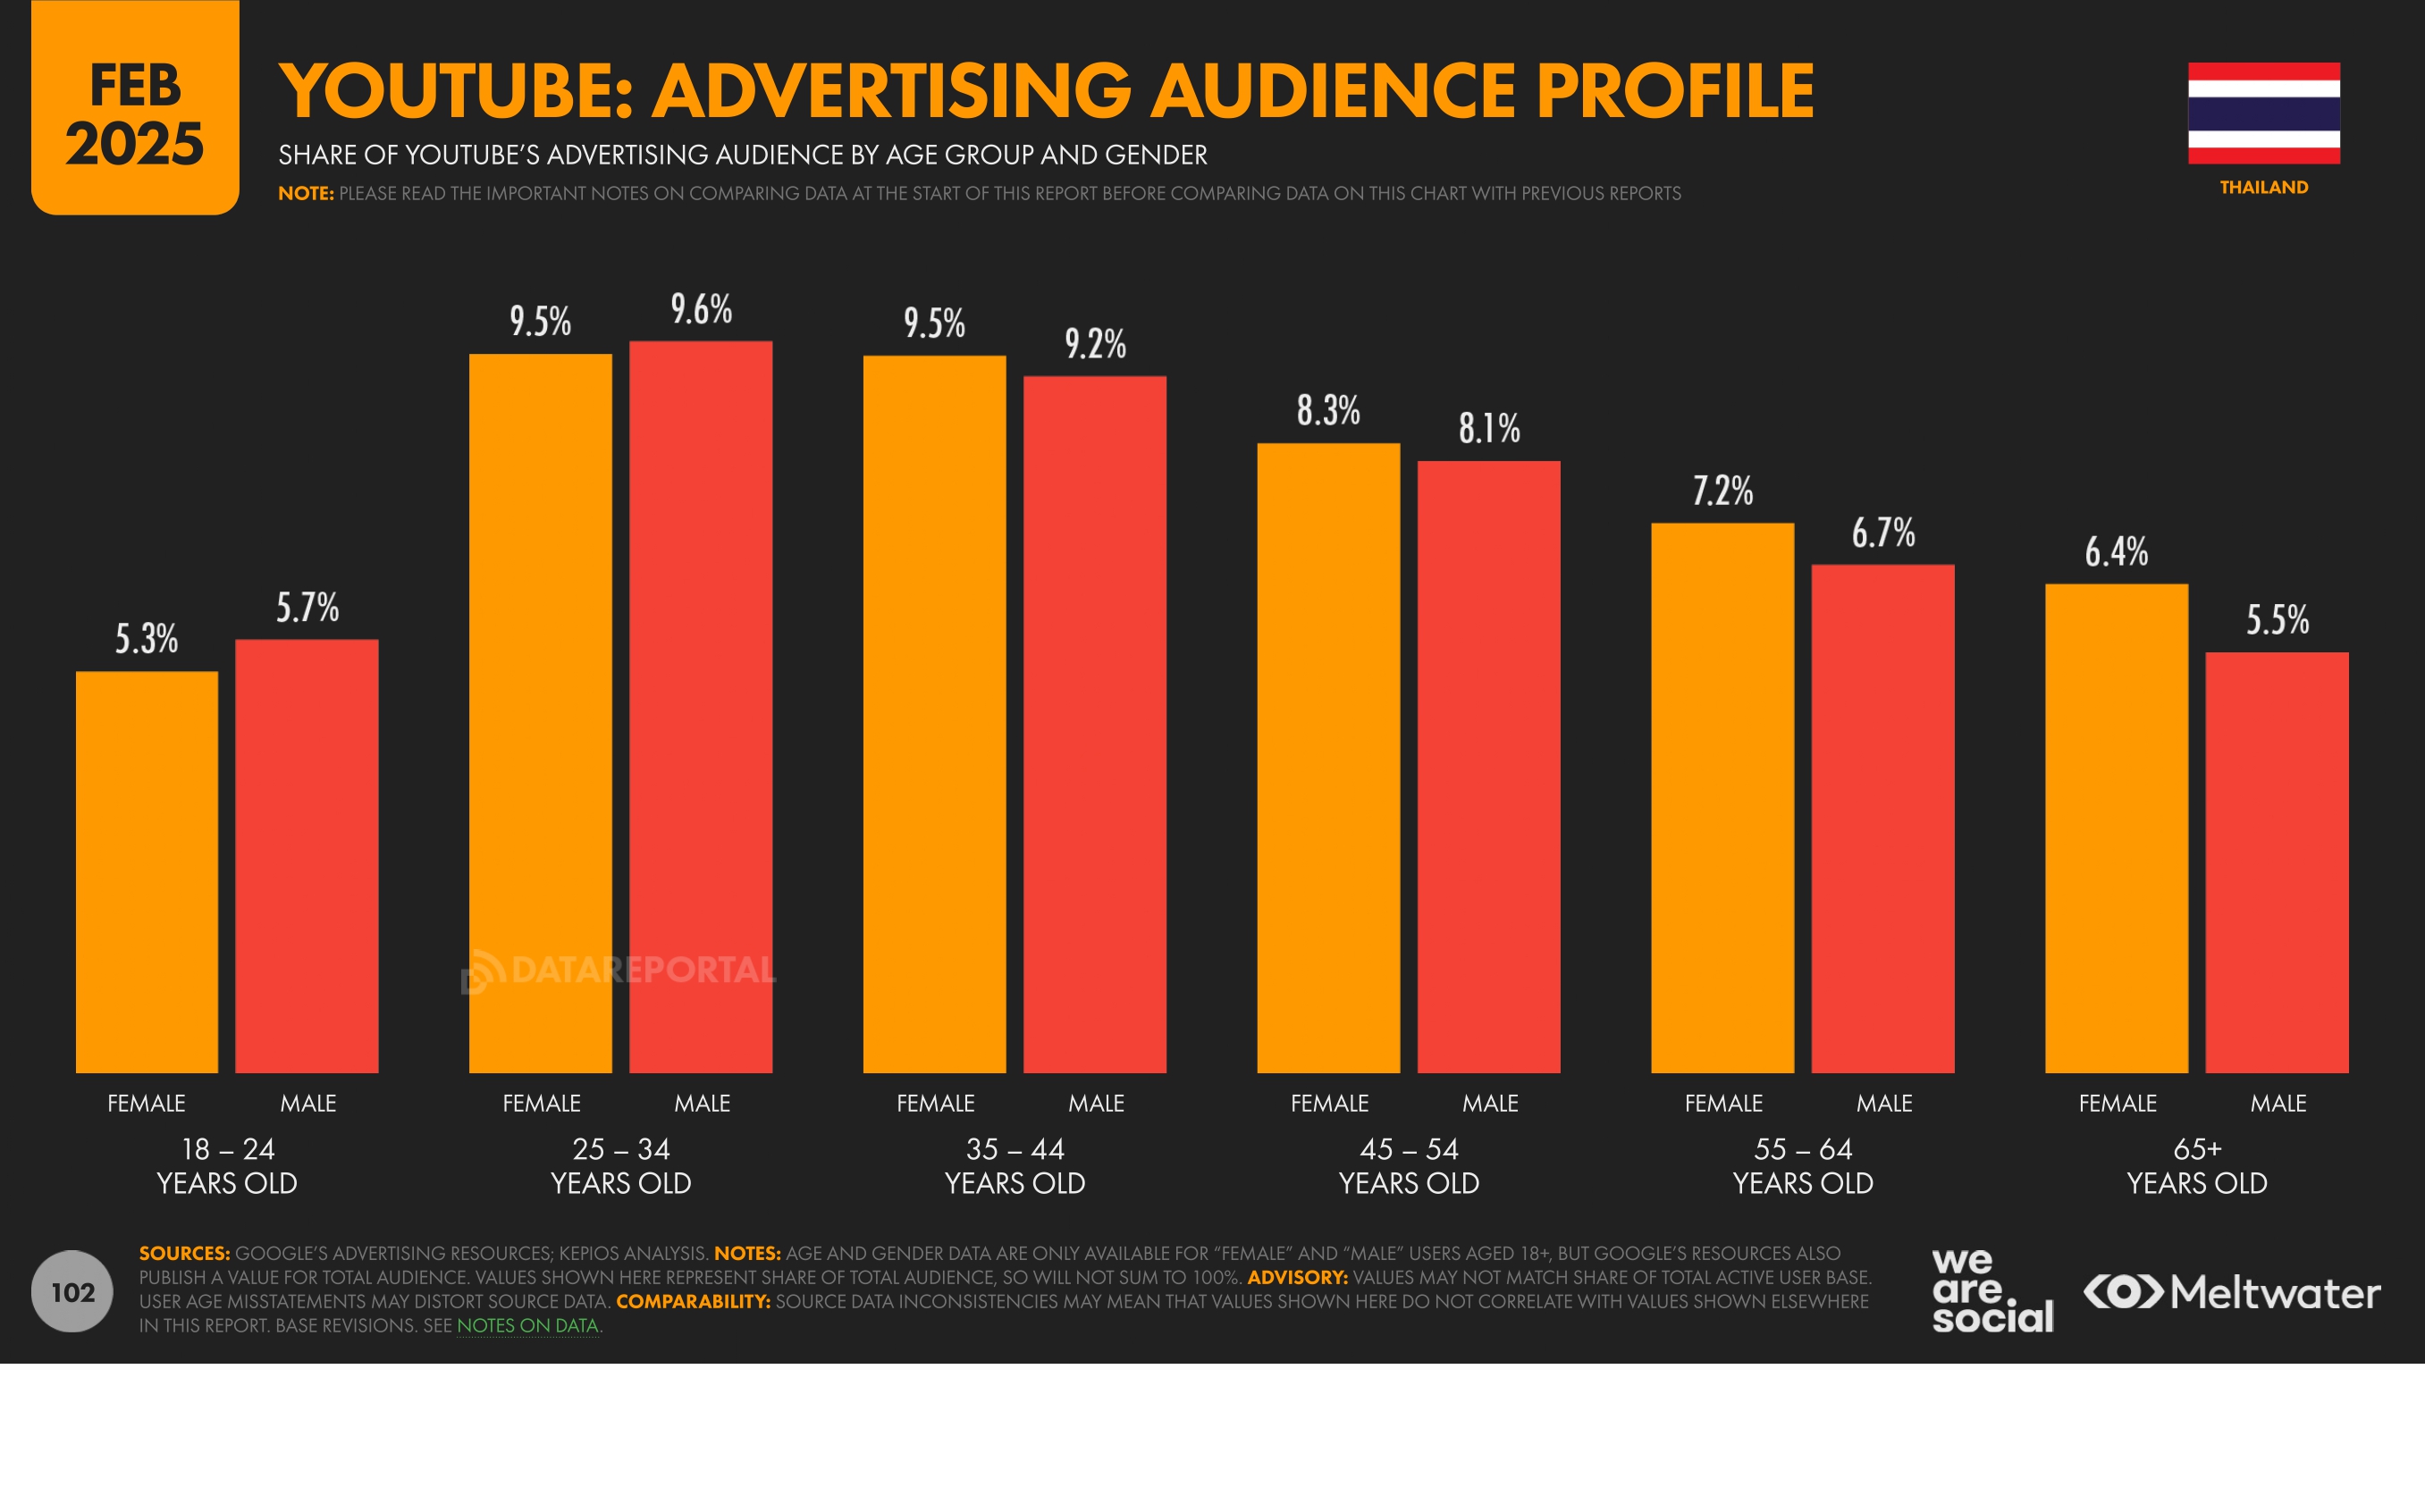 FEB
2025
YOUTUBE: ADVERTISING AUDIENCE PROFILE
SHARE OF YOUTUBE’S ADVERTISING AUDIENCE BY AGE GROUP AND GENDER
NOTE: PLEASE READ THE IMPORTANT NOTES ON COMPARING DATA AT THE START OF THIS REPORT BEFORE COMPARING DATA ON THIS CHART WITH PREVIOUS REPORTS
THAILAND
5.3%
5.7%
9.5%
9.6%
9.5%
9.2%
8.3%
8.1%
7.2%
6.7%
6.4%
5.5%
DATAREPORTAL
FEMALE MALE FEMALE MALE FEMALE MALE FEMALE MALE FEMALE MALE FEMALE MALE
18 – 24
YEARS OLD
25 – 34
YEARS OLD
35 – 44
YEARS OLD
45 – 54
YEARS OLD
55 – 64
YEARS OLD
65+
YEARS OLD
102
SOURCES: GOOGLE’S ADVERTISING RESOURCES; KEPIOS ANALYSIS. NOTES: AGE AND GENDER DATA ARE ONLY AVAILABLE FOR “FEMALE” AND “MALE” USERS AGED 18+, BUT GOOGLE’S RESOURCES ALSO
PUBLISH A VALUE FOR TOTAL AUDIENCE. VALUES SHOWN HERE REPRESENT SHARE OF TOTAL AUDIENCE, SO WILL NOT SUM TO 100%. ADVISORY: VALUES MAY NOT MATCH SHARE OF TOTAL ACTIVE USER BASE.
USER AGE MISSTATEMENTS MAY DISTORT SOURCE DATA. COMPARABILITY: SOURCE DATA INCONSISTENCIES MAY MEAN THAT VALUES SHOWN HERE DO NOT CORRELATE WITH VALUES SHOWN ELSEWHERE
IN THIS REPORT. BASE REVISIONS. SEE NOTES ON DATA.
we
are
social
Meltwater